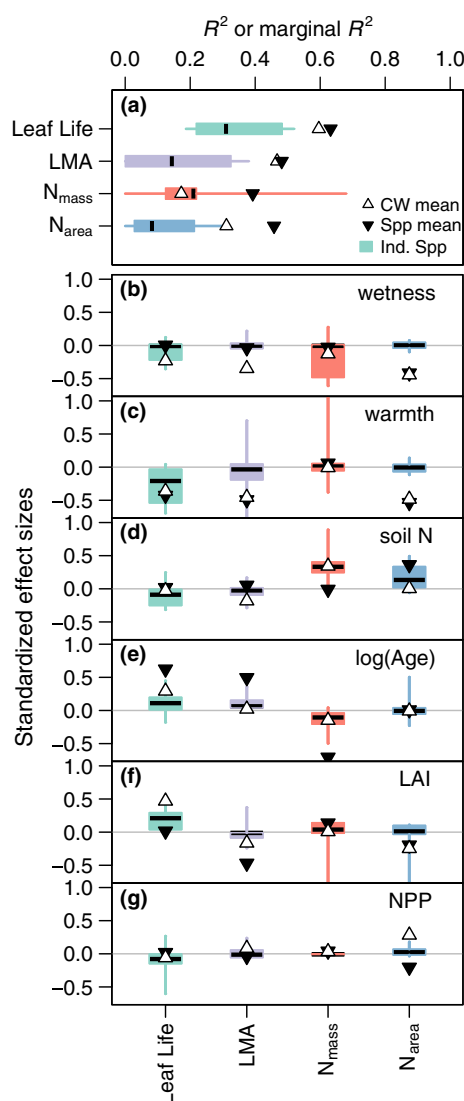 R² or marginal R²
0.0 0.2 0.4 0.6 0.8 1.0
(a)
Leaf Life
LMA
N_mass
N_area
CW mean
Spp mean
Ind. Spp
Standardized effect sizes
(b) wetness
1.0
0.5
0.0
−0.5
(c) warmth
1.0
0.5
0.0
−0.5
(d) soil N
1.0
0.5
0.0
−0.5
(e) log(Age)
1.0
0.5
0.0
−0.5
(f) LAI
1.0
0.5
0.0
−0.5
(g) NPP
1.0
0.5
0.0
−0.5
Leaf Life
LMA
N_mass
N_area